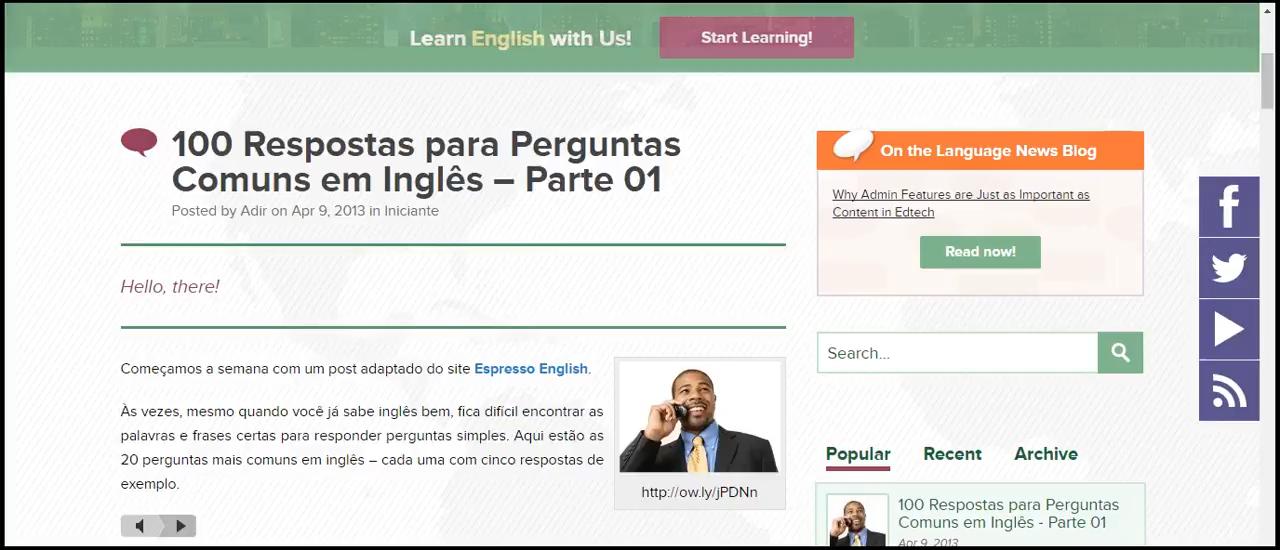 Learn English with Us!
Start Learning!
100 Respostas para Perguntas
Comuns em Inglês – Parte 01
Posted by Adir on Apr 9, 2013 in Iniciante
Hello, there!
Começamos a semana com um post adaptado do site Espresso English.
Às vezes, mesmo quando você já sabe inglês bem, fica difícil encontrar as
palavras e frases certas para responder perguntas simples. Aqui estão as
20 perguntas mais comuns em inglês – cada uma com cinco respostas de
exemplo.
http://ow.ly/jPDNn
On the Language News Blog
Why Admin Features are Just as Important as
Content in Edtech
Read now!
Search...
Popular Recent Archive
100 Respostas para Perguntas
Comuns em Inglês - Parte 01
Apr 9, 2013